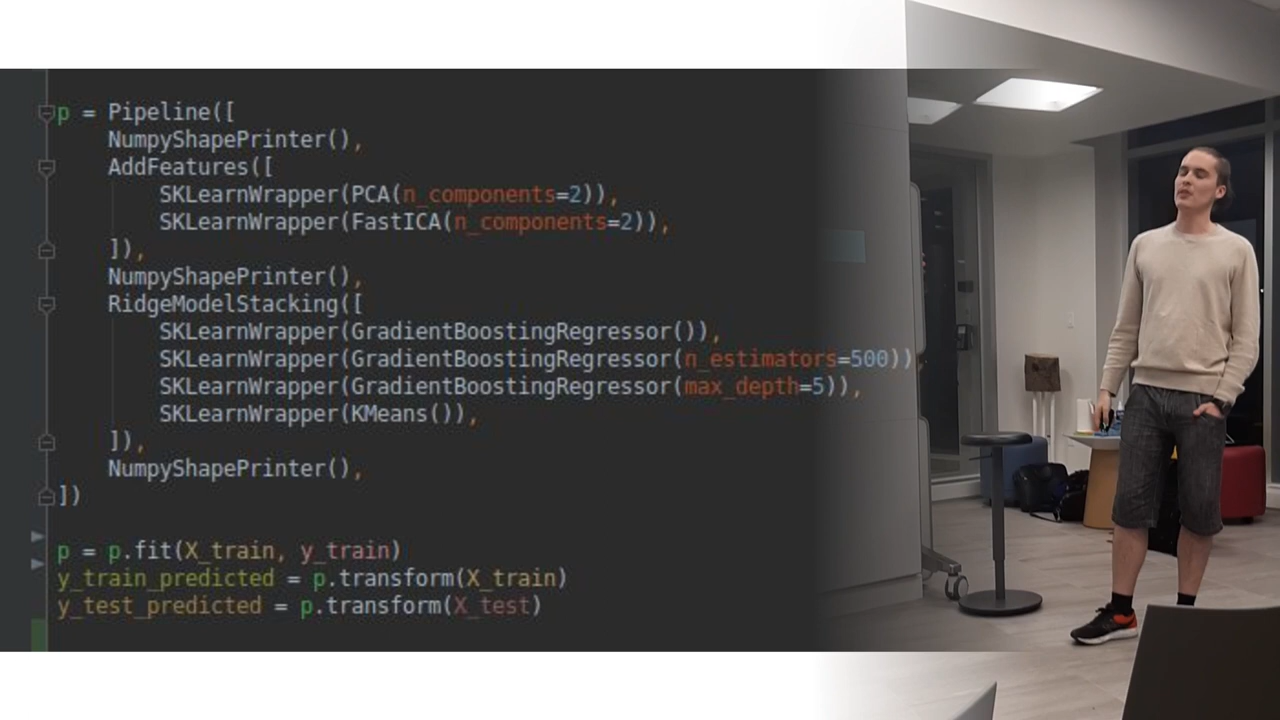 p = Pipeline([
    NumpyShapePrinter(),
    AddFeatures([
        SKLearnWrapper(PCA(n_components=2)),
        SKLearnWrapper(FastICA(n_components=2)),
    ]),
    NumpyShapePrinter(),
    RidgeModelStacking([
        SKLearnWrapper(GradientBoostingRegressor()),
        SKLearnWrapper(GradientBoostingRegressor(n_estimators=500)),
        SKLearnWrapper(GradientBoostingRegressor(max_depth=5)),
        SKLearnWrapper(KMeans()),
    ]),
    NumpyShapePrinter(),
])
p = p.fit(X_train, y_train)
y_train_predicted = p.transform(X_train)
y_test_predicted = p.transform(X_test)